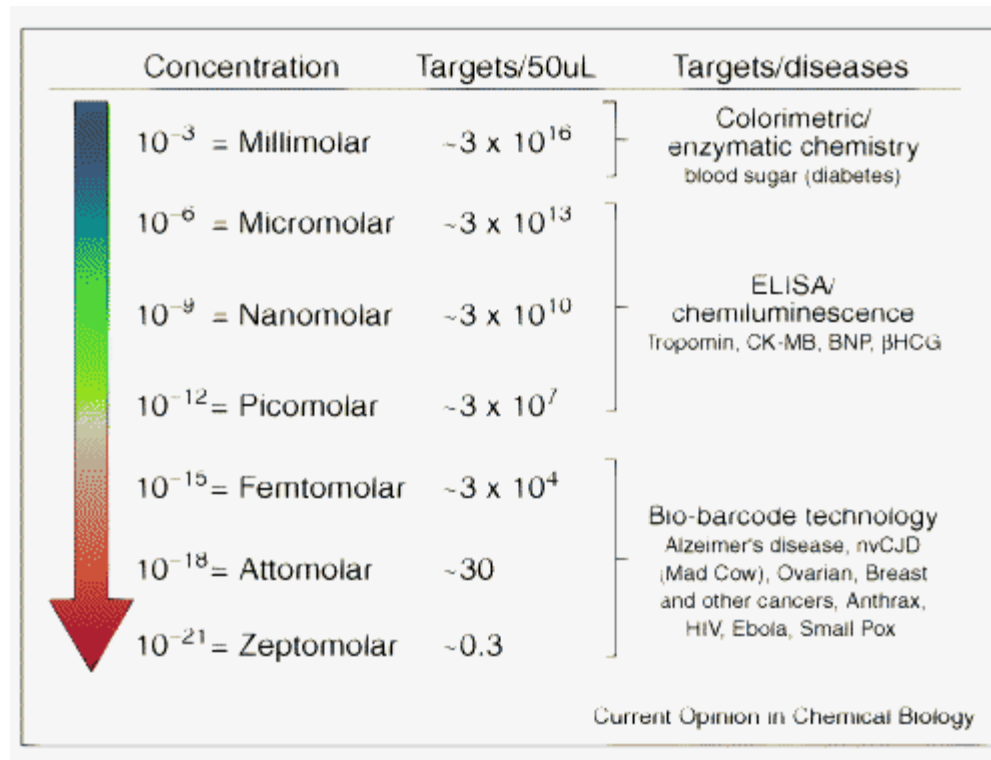 Concentration Targets/50uL Targets/diseases
10⁻³ = Millimolar ~3 x 10¹⁶
Colorimetric/
enzymatic chemistry
blood sugar (diabetes)
10⁻⁶ = Micromolar ~3 x 10¹³
10⁻⁹ = Nanomolar ~3 x 10¹⁰
ELISA/
chemiluminescence
Tropomin, CK-MB, BNP, βHCG
10⁻¹² = Picomolar ~3 x 10⁷
10⁻¹⁵ = Femtomolar ~3 x 10⁴
10⁻¹⁸ = Attomolar ~30
10⁻²¹ = Zeptomolar ~0.3
Bio-barcode technology
Alzeimer's disease, nvCJD
(Mad Cow), Ovarian, Breast
and other cancers, Anthrax,
HIV, Ebola, Small Pox
Current Opinion in Chemical Biology